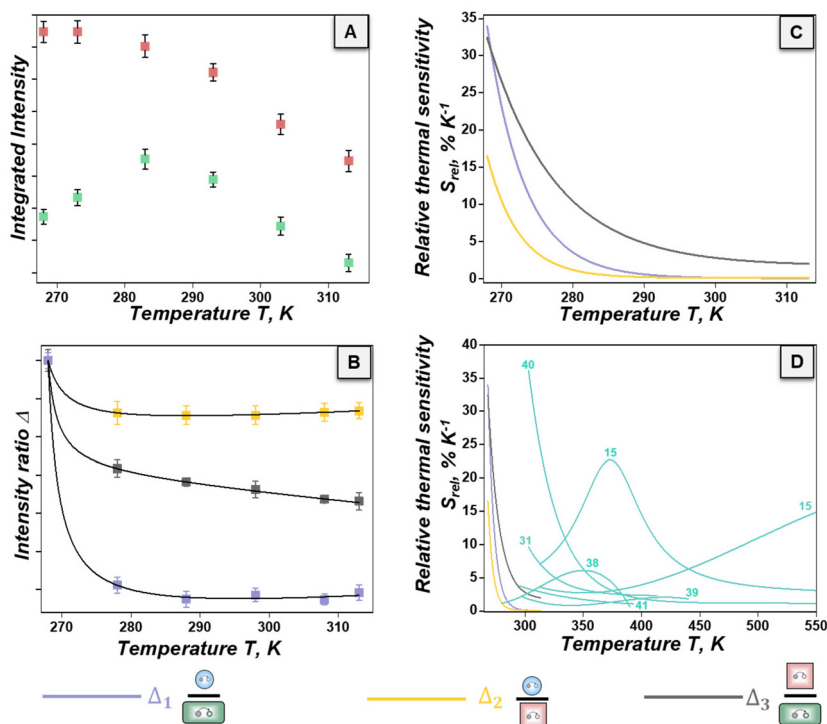 A
Integrated Intensity
270 280 290 300 310
Temperature T, K
C
Relative thermal sensitivity
S_rel, % K⁻¹
40
35
30
25
20
15
10
5
0
270 280 290 300 310
Temperature T, K
B
Intensity ratio Δ
270 280 290 300 310
Temperature T, K
D
Relative thermal sensitivity
S_rel, % K⁻¹
40
35
30
25
20
15
10
5
0
40
15
15
31
38
39
41
300 350 400 450 500 550
Temperature T, K
Δ₁
Δ₂
Δ₃